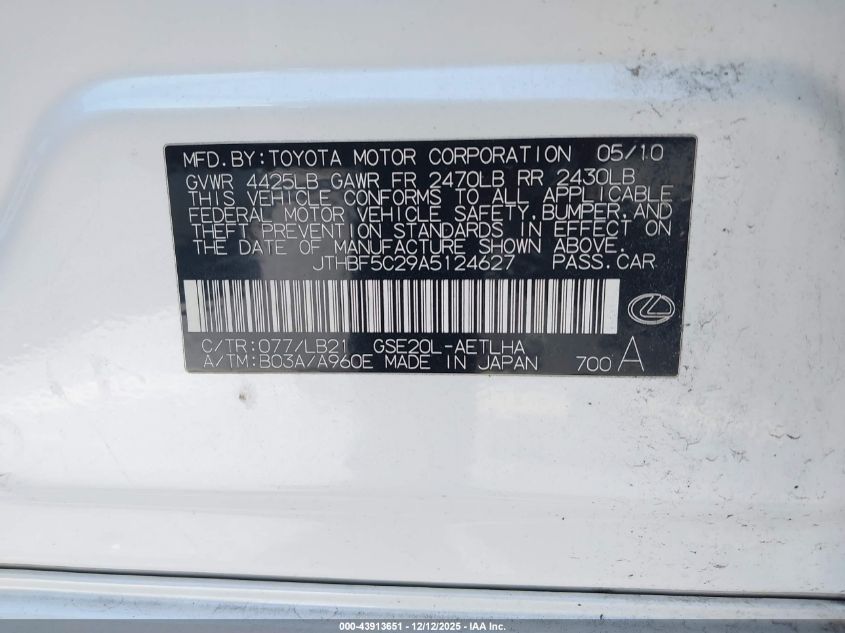 MFD.BY:TOYOTA MOTOR CORPORATION 05/10
GVWR 4425LB GAWR FR 2470LB RR 2430LB
THIS VEHICLE CONFORMS TO ALL APPLICABLE
FEDERAL MOTOR VEHICLE SAFETY,BUMPER,AND
THEFT PREVENTION STANDARDS IN EFFECT ON
THE DATE OF MANUFACTURE SHOWN ABOVE.
JTHBF5C29A5124627 PASS.CAR
C/TR:077/LB21 GSE20L-AETLHA
A/TM:B03A/A960E MADE IN JAPAN 700 A
000-43913651 - 12/12/2025 - IAA Inc.